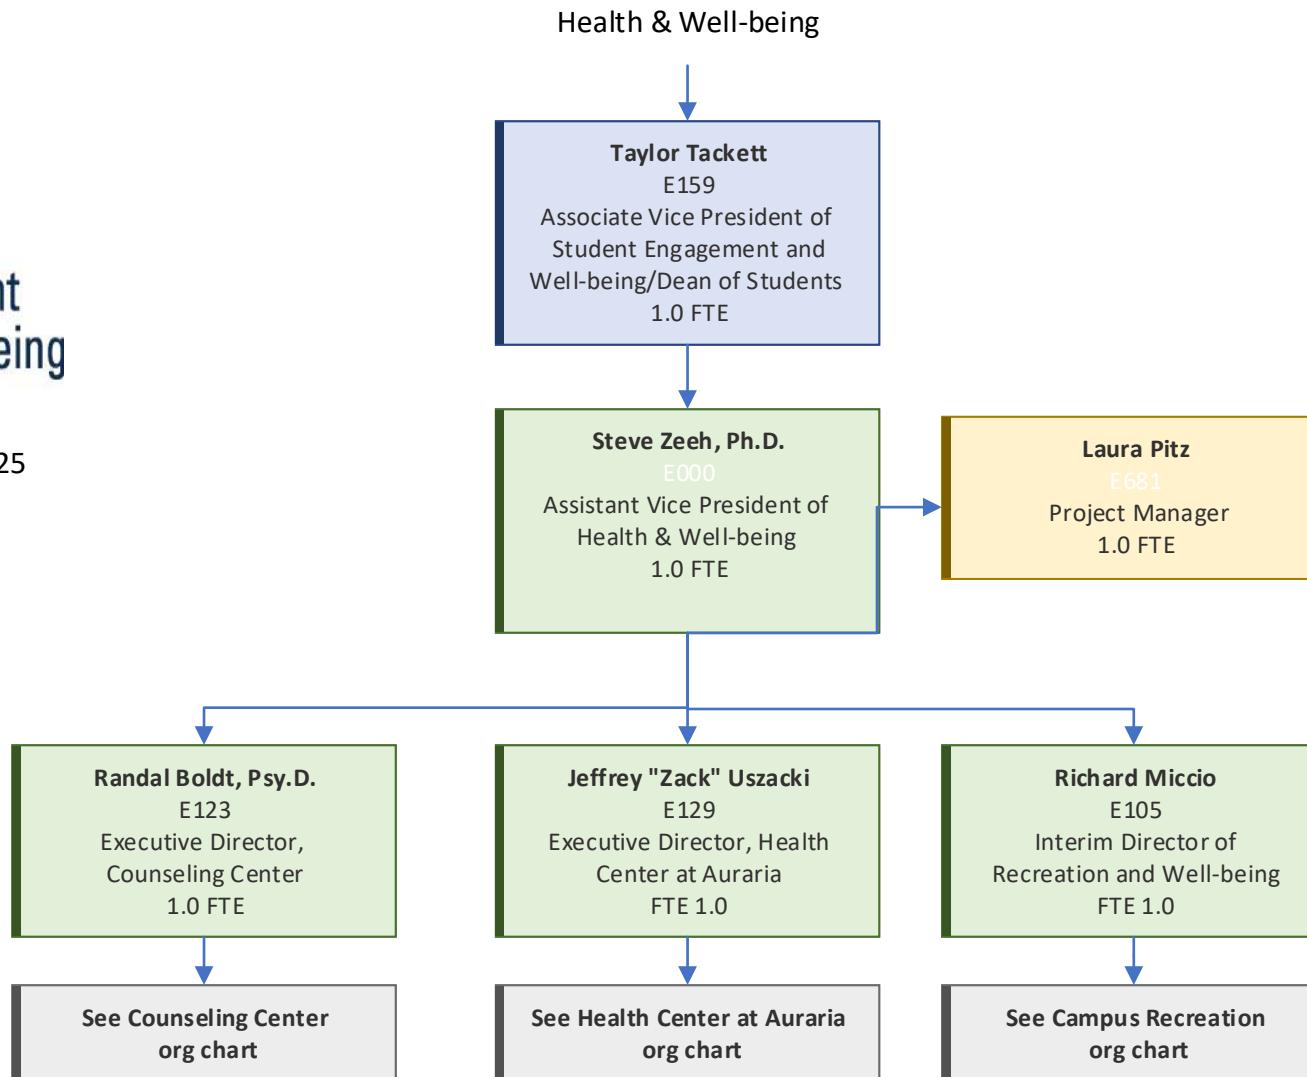 Health & Well-being
Taylor Tackett
E159
Associate Vice President of
Student Engagement and
Well-being/Dean of Students
1.0 FTE
nt
eing
25
Steve Zeeh, Ph.D.
E000
Assistant Vice President of
Health & Well-being
1.0 FTE
Laura Pitz
E681
Project Manager
1.0 FTE
Randal Boldt, Psy.D.
E123
Executive Director,
Counseling Center
1.0 FTE
Jeffrey "Zack" Uszacki
E129
Executive Director, Health
Center at Auraria
FTE 1.0
Richard Miccio
E105
Interim Director of
Recreation and Well-being
FTE 1.0
See Counseling Center
org chart
See Health Center at Auraria
org chart
See Campus Recreation
org chart